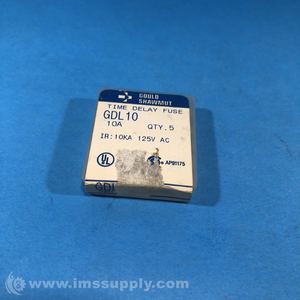 GOULD
SHAWMUT
TIME DELAY FUSE
GDL10
10A QTY.5
IR:10KA 125V AC
UL
AP91175
GDL
© www.imssupply.com